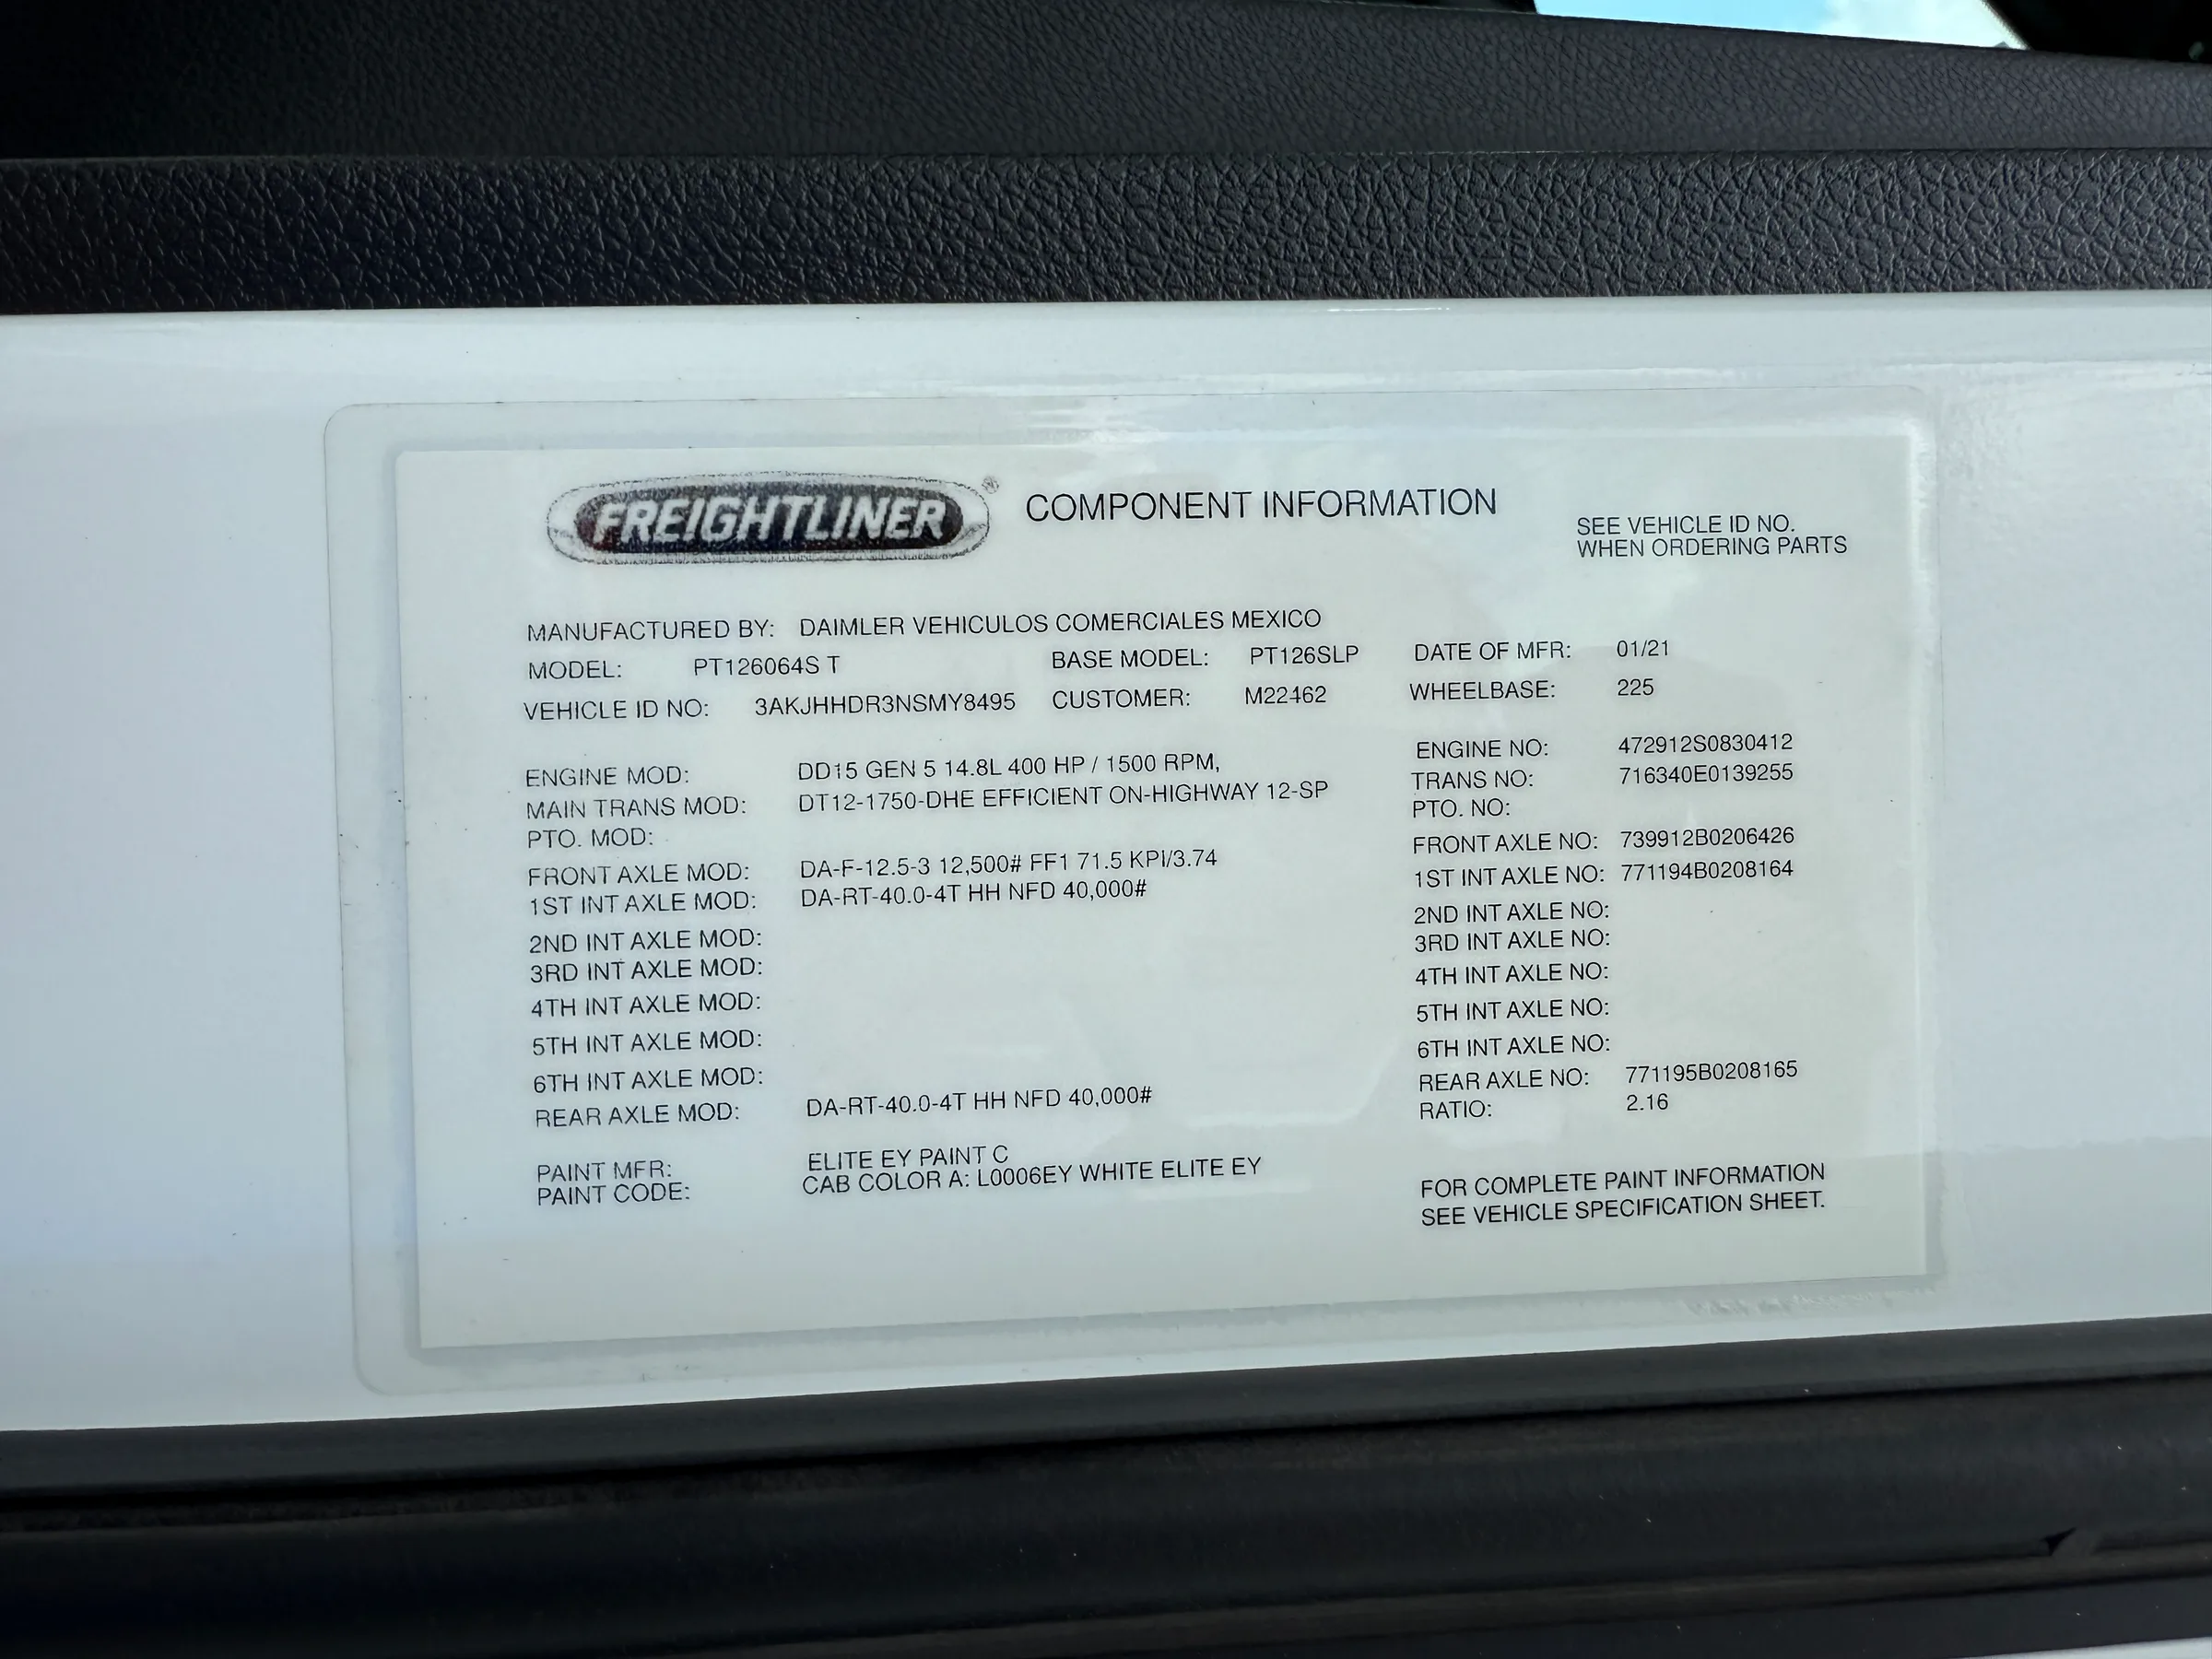 FREIGHTLINER ® COMPONENT INFORMATION
SEE VEHICLE ID NO.
WHEN ORDERING PARTS
MANUFACTURED BY: DAIMLER VEHICULOS COMERCIALES MEXICO
MODEL: PT126064S T BASE MODEL: PT126SLP DATE OF MFR: 01/21
VEHICLE ID NO: 3AKJHHDR3NSMY8495 CUSTOMER: M22462 WHEELBASE: 225
ENGINE MOD: DD15 GEN 5 14.8L 400 HP / 1500 RPM, ENGINE NO: 472912S0830412
MAIN TRANS MOD: DT12-1750-DHE EFFICIENT ON-HIGHWAY 12-SP TRANS NO: 716340E0139255
PTO. MOD: PTO. NO:
FRONT AXLE MOD: DA-F-12.5-3 12,500# FF1 71.5 KPI/3.74 FRONT AXLE NO: 739912B0206426
1ST INT AXLE MOD: DA-RT-40.0-4T HH NFD 40,000# 1ST INT AXLE NO: 771194B0208164
2ND INT AXLE MOD: 2ND INT AXLE NO:
3RD INT AXLE MOD: 3RD INT AXLE NO:
4TH INT AXLE MOD: 4TH INT AXLE NO:
5TH INT AXLE MOD: 5TH INT AXLE NO:
6TH INT AXLE MOD: 6TH INT AXLE NO:
REAR AXLE MOD: DA-RT-40.0-4T HH NFD 40,000# REAR AXLE NO: 771195B0208165
RATIO: 2.16
PAINT MFR: ELITE EY PAINT C
PAINT CODE: CAB COLOR A: L0006EY WHITE ELITE EY
FOR COMPLETE PAINT INFORMATION
SEE VEHICLE SPECIFICATION SHEET.